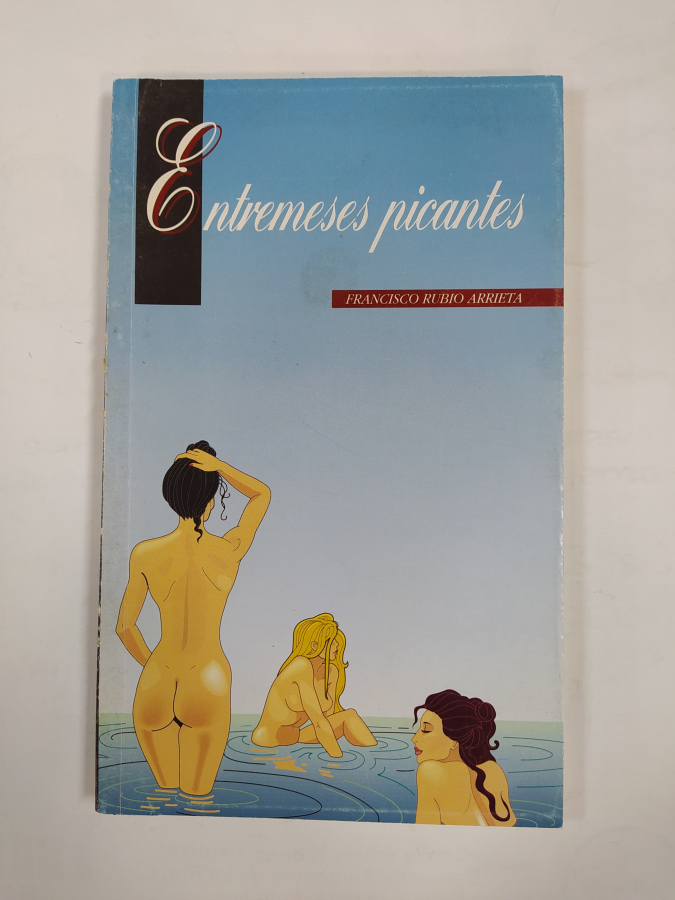 Entremeses picantes
FRANCISCO RUBIO ARRIETA